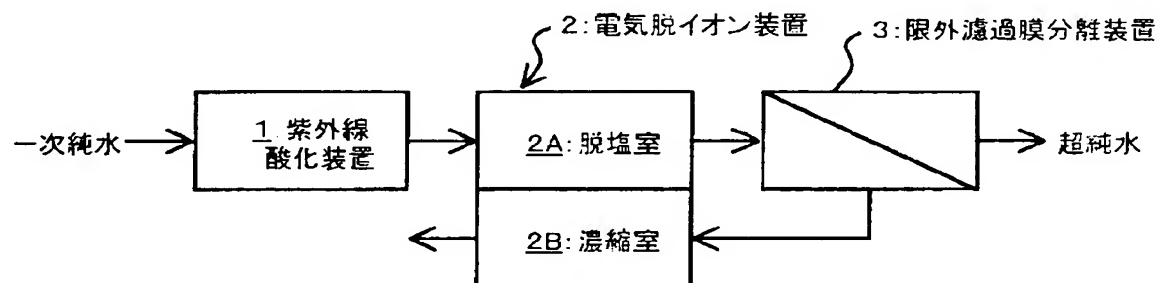 2:電気脱イオン装置
3:限外濾過膜分離装置
一次純水
1:紫外線
酸化装置
2A:脱塩室
超純水
2B:濃縮室